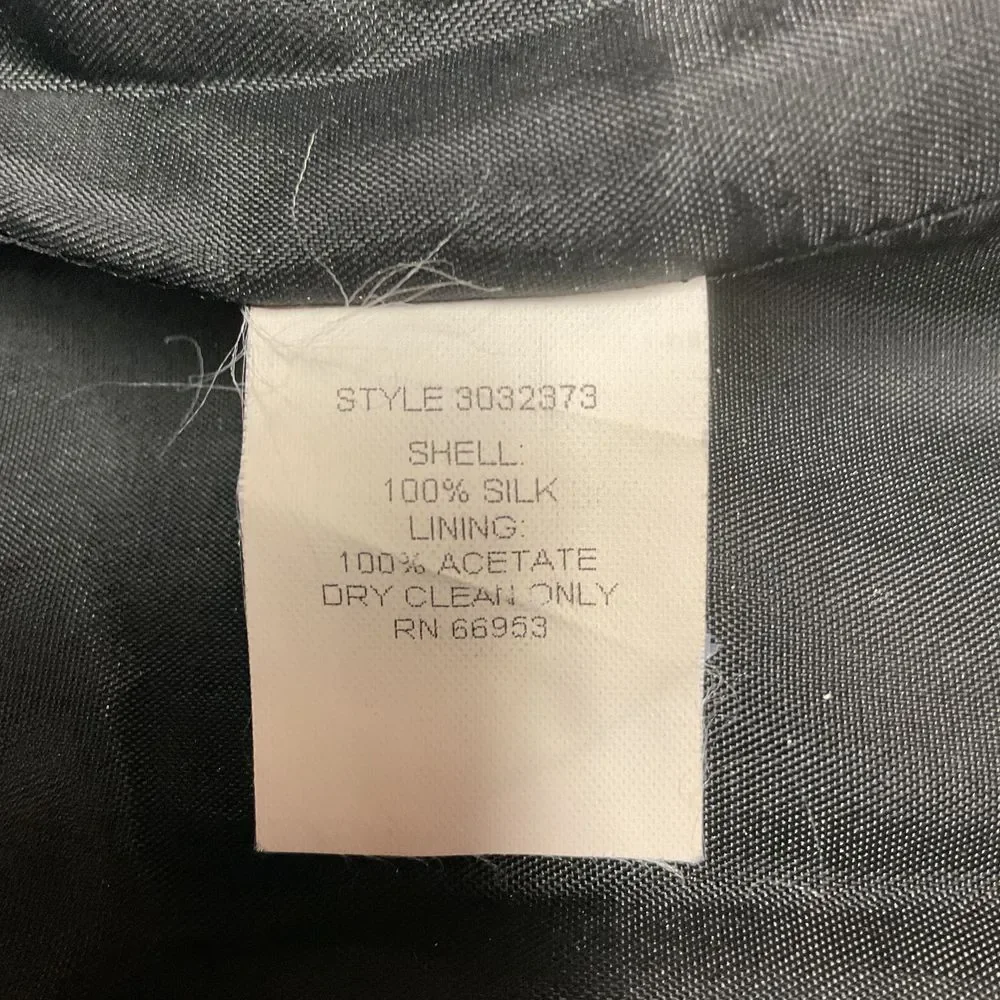 STYLE 3032373
SHELL:
100% SILK
LINING:
100% ACETATE
DRY CLEAN ONLY
RN 66953